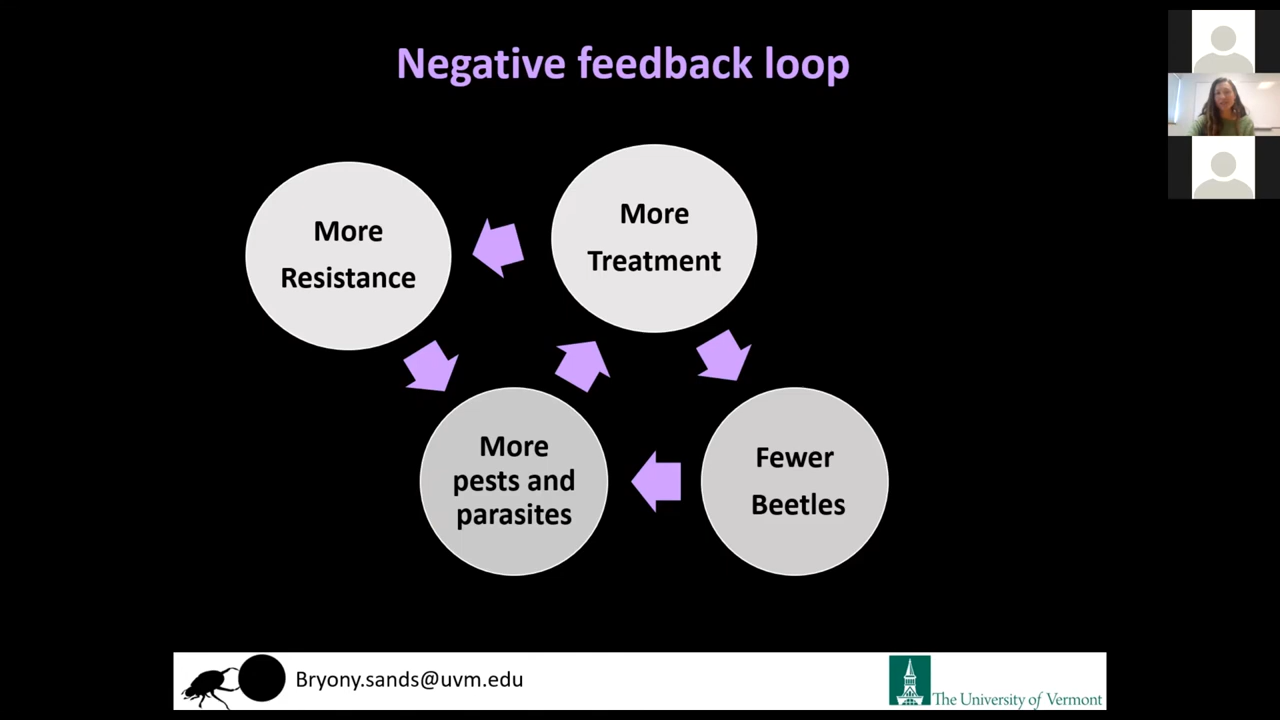 Negative feedback loop
More
Resistance
More
Treatment
More
pests and
parasites
Fewer
Beetles
Bryony.sands@uvm.edu
The University of Vermont